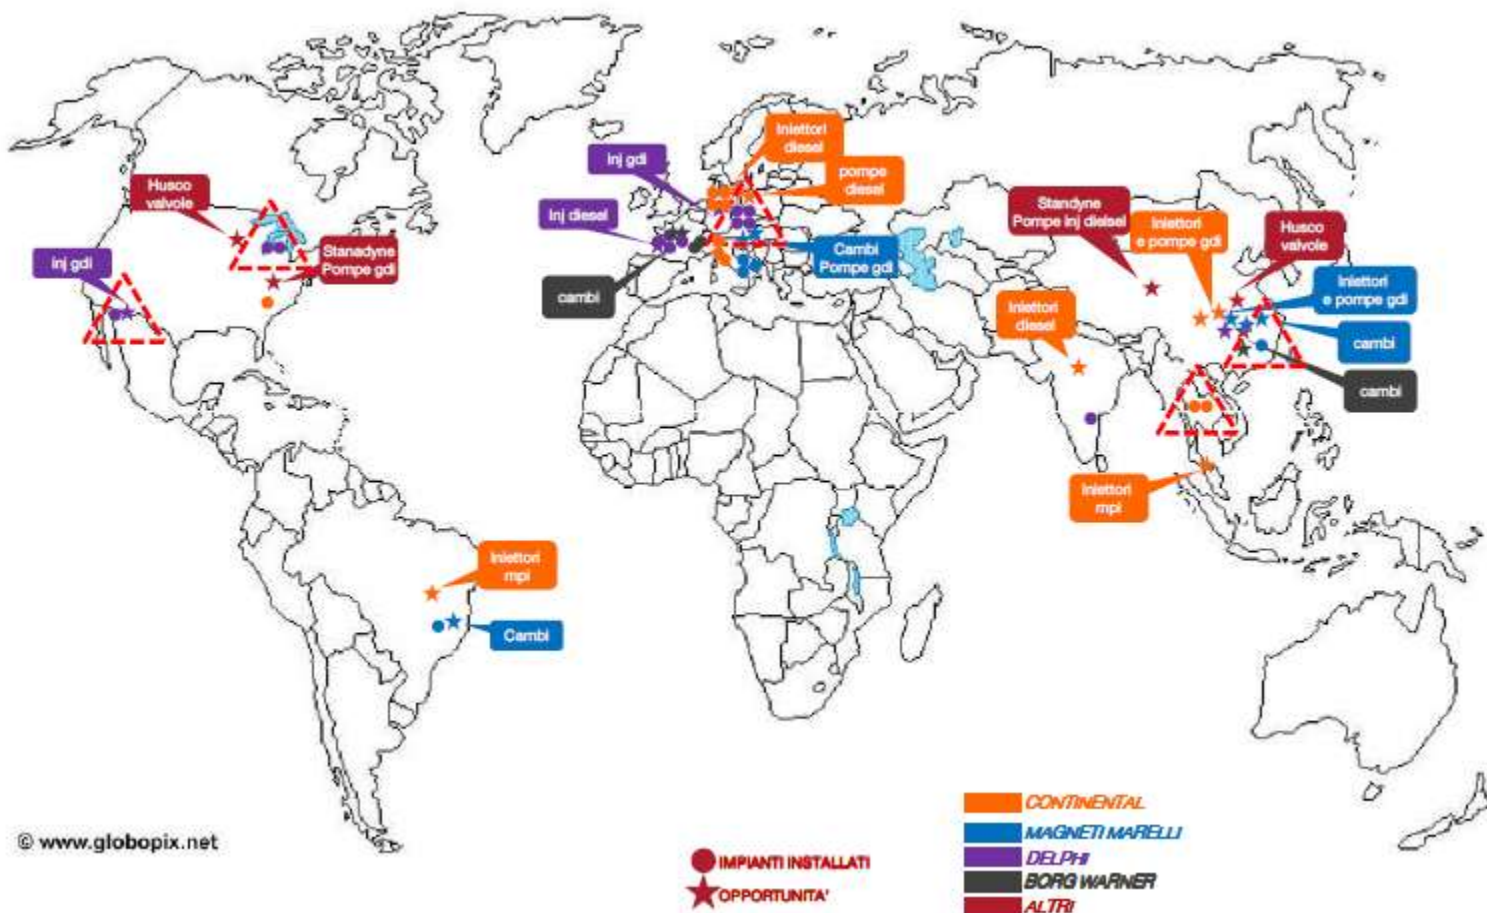 Iniettori
diesel
inj gdi
pompe
diesel
Husco
valvole
Standyne
Pompe inj dielsel
Iniettori
e pompe gdi
Husco
valvole
Inj diesel
Stanadyne
Pompe gdi
Cambi
Pompe gdi
inj gdi
Iniettori
e pompe gdi
cambi
Iniettori
diesel
cambi
cambi
Iniettori
mpi
Iniettori
mpi
Cambi
CONTINENTAL
MAGNETI MARELLI
© www.globopix.net
IMPIANTI INSTALLATI
DELPHI
BORG WARNER
OPPORTUNITA'
ALTRI